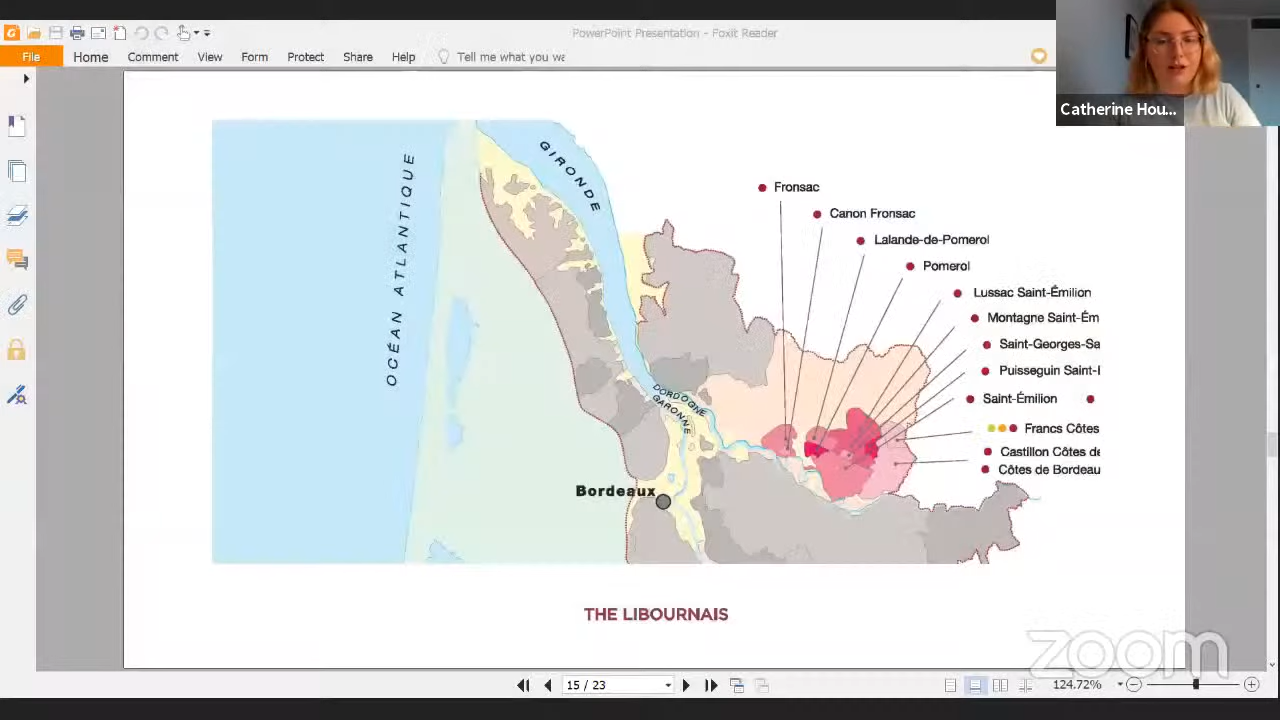 PowerPoint Presentation - Foxit Reader
File Home Comment View Form Protect Share Help Tell me what you wa
Catherine Hou...
OCÉAN ATLANTIQUE
GIRONDE
Fronsac
Canon Fronsac
Lalande-de-Pomerol
Pomerol
Lussac Saint-Émilion
Montagne Saint-Ém
Saint-Georges-Sa
Puisseguin Saint-
Saint-Émilion
Francs Côtes
Castillon Côtes de
Côtes de Bordeau
DORDOGNE
GARONNE
Bordeaux
THE LIBOURNAIS
zoom
15 / 23
124.72%